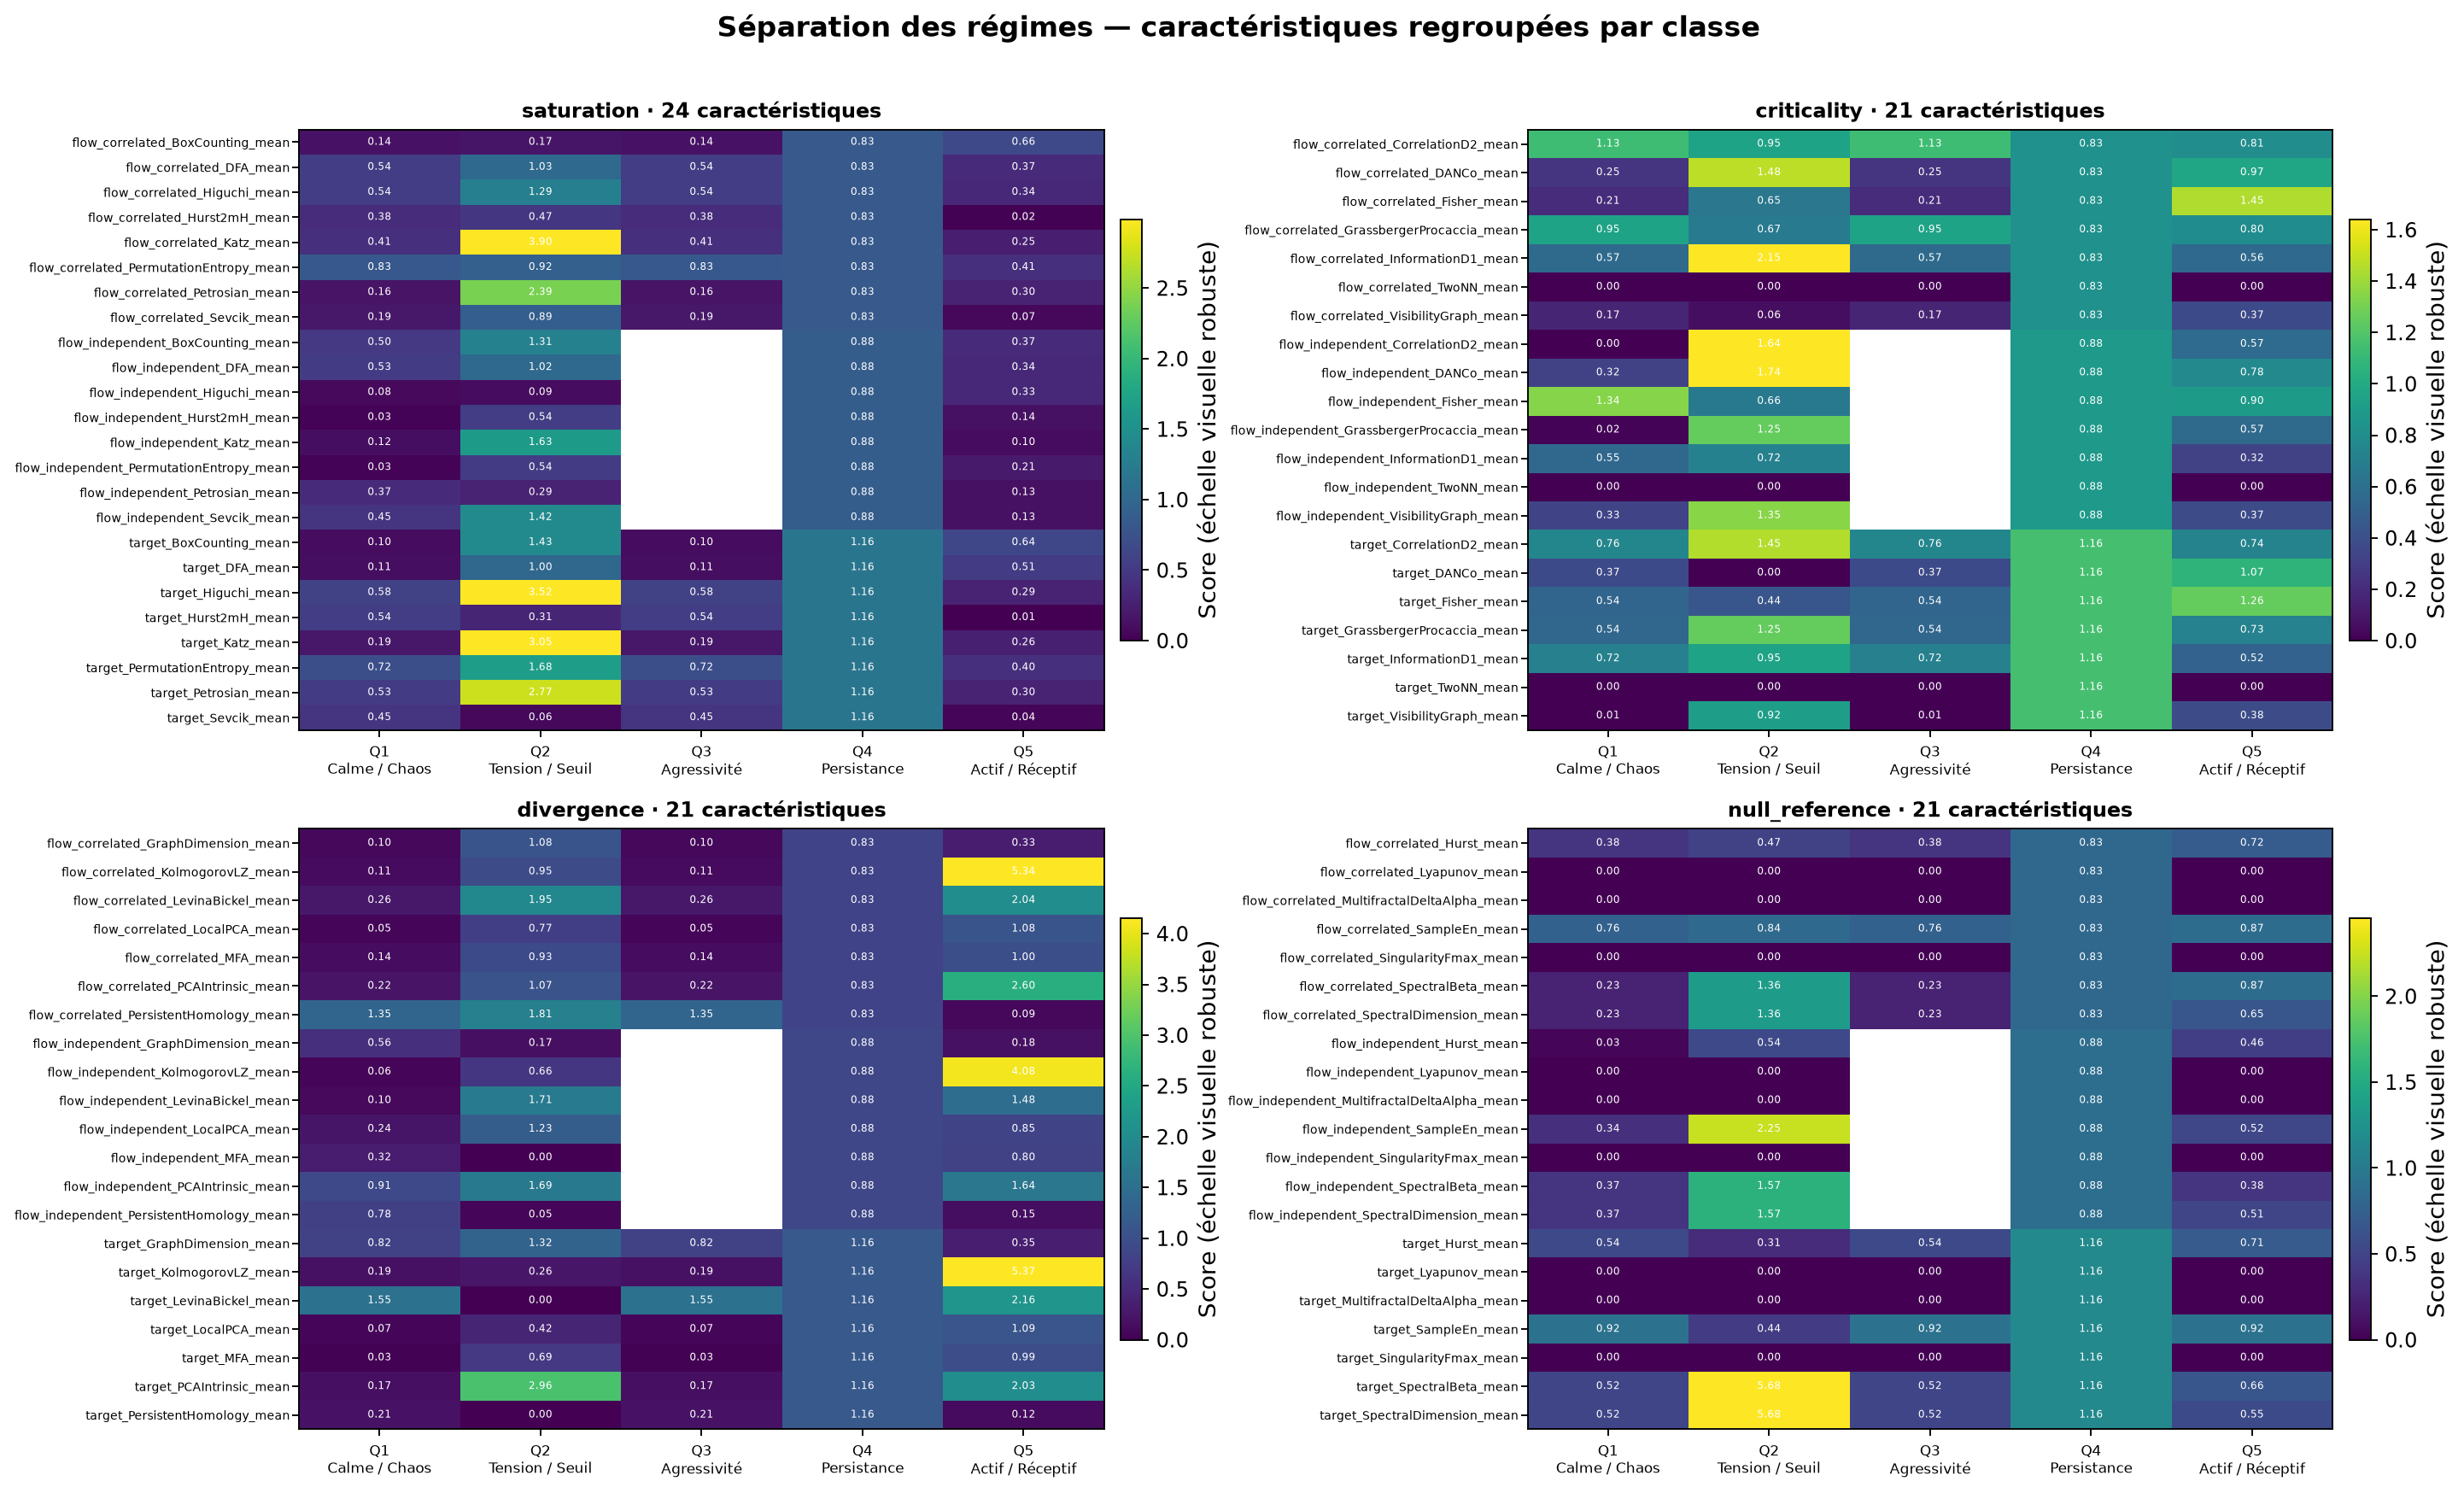 Séparation des régimes — caractéristiques regroupées par classe
saturation · 24 caractéristiques
flow_correlated_BoxCounting_mean 0.14 0.17 0.14 0.83 0.66
flow_correlated_DFA_mean 0.54 1.03 0.54 0.83 0.37
flow_correlated_Higuchi_mean 0.54 1.29 0.54 0.83 0.34
flow_correlated_Hurst2mH_mean 0.38 0.47 0.38 0.83 0.02
flow_correlated_Katz_mean 0.41 3.90 0.41 0.83 0.25
flow_correlated_PermutationEntropy_mean 0.83 0.92 0.83 0.83 0.41
flow_correlated_Petrosian_mean 0.16 2.39 0.16 0.83 0.30
flow_correlated_Sevcik_mean 0.19 0.89 0.19 0.83 0.07
flow_independent_BoxCounting_mean 0.50 1.31 0.88 0.37
flow_independent_DFA_mean 0.53 1.02 0.88 0.34
flow_independent_Higuchi_mean 0.08 0.09 0.88 0.33
flow_independent_Hurst2mH_mean 0.03 0.54 0.88 0.14
flow_independent_Katz_mean 0.12 1.63 0.88 0.10
flow_independent_PermutationEntropy_mean 0.03 0.54 0.88 0.21
flow_independent_Petrosian_mean 0.37 0.29 0.88 0.13
flow_independent_Sevcik_mean 0.45 1.42 0.88 0.13
target_BoxCounting_mean 0.10 1.43 0.10 1.16 0.64
target_DFA_mean 0.11 1.00 0.11 1.16 0.51
target_Higuchi_mean 0.58 3.52 0.58 1.16 0.29
target_Hurst2mH_mean 0.54 0.31 0.54 1.16 0.01
target_Katz_mean 0.19 3.05 0.19 1.16 0.26
target_PermutationEntropy_mean 0.72 1.68 0.72 1.16 0.40
target_Petrosian_mean 0.53 2.77 0.53 1.16 0.30
target_Sevcik_mean 0.45 0.06 0.45 1.16 0.04
Q1 Q2 Q3 Q4 Q5
Calme / Chaos Tension / Seuil Agressivité Persistance Actif / Réceptif
2.5
2.0
1.5
1.0
0.5
0.0
Score (échelle visuelle robuste)
criticality · 21 caractéristiques
flow_correlated_CorrelationD2_mean 1.13 0.95 1.13 0.83 0.81
flow_correlated_DANCo_mean 0.25 1.48 0.25 0.83 0.97
flow_correlated_Fisher_mean 0.21 0.65 0.21 0.83 1.45
flow_correlated_GrassbergerProcaccia_mean 0.95 0.67 0.95 0.83 0.80
flow_correlated_InformationD1_mean 0.57 2.15 0.57 0.83 0.56
flow_correlated_TwoNN_mean 0.00 0.00 0.00 0.83 0.00
flow_correlated_VisibilityGraph_mean 0.17 0.06 0.17 0.83 0.37
flow_independent_CorrelationD2_mean 0.00 1.64 0.88 0.57
flow_independent_DANCo_mean 0.32 1.74 0.88 0.78
flow_independent_Fisher_mean 1.34 0.66 0.88 0.90
flow_independent_GrassbergerProcaccia_mean 0.02 1.25 0.88 0.57
flow_independent_InformationD1_mean 0.55 0.72 0.88 0.32
flow_independent_TwoNN_mean 0.00 0.00 0.88 0.00
flow_independent_VisibilityGraph_mean 0.33 1.35 0.88 0.37
target_CorrelationD2_mean 0.76 1.45 0.76 1.16 0.74
target_DANCo_mean 0.37 0.00 0.37 1.16 1.07
target_Fisher_mean 0.54 0.44 0.54 1.16 1.26
target_GrassbergerProcaccia_mean 0.54 1.25 0.54 1.16 0.73
target_InformationD1_mean 0.72 0.95 0.72 1.16 0.52
target_TwoNN_mean 0.00 0.00 0.00 1.16 0.00
target_VisibilityGraph_mean 0.01 0.92 0.01 1.16 0.38
Q1 Q2 Q3 Q4 Q5
Calme / Chaos Tension / Seuil Agressivité Persistance Actif / Réceptif
1.6
1.4
1.2
1.0
0.8
0.6
0.4
0.2
0.0
Score (échelle visuelle robuste)
divergence · 21 caractéristiques
flow_correlated_GraphDimension_mean 0.10 1.08 0.10 0.83 0.33
flow_correlated_KolmogorovLZ_mean 0.11 0.95 0.11 0.83 5.34
flow_correlated_LevinaBickel_mean 0.26 1.95 0.26 0.83 2.04
flow_correlated_LocalPCA_mean 0.05 0.77 0.05 0.83 1.08
flow_correlated_MFA_mean 0.14 0.93 0.14 0.83 1.00
flow_correlated_PCAIntrinsic_mean 0.22 1.07 0.22 0.83 2.60
flow_correlated_PersistentHomology_mean 1.35 1.81 1.35 0.83 0.09
flow_independent_GraphDimension_mean 0.56 0.17 0.88 0.18
flow_independent_KolmogorovLZ_mean 0.06 0.66 0.88 4.08
flow_independent_LevinaBickel_mean 0.10 1.71 0.88 1.48
flow_independent_LocalPCA_mean 0.24 1.23 0.88 0.85
flow_independent_MFA_mean 0.32 0.00 0.88 0.80
flow_independent_PCAIntrinsic_mean 0.91 1.69 0.88 1.64
flow_independent_PersistentHomology_mean 0.78 0.05 0.88 0.15
target_GraphDimension_mean 0.82 1.32 0.82 1.16 0.35
target_KolmogorovLZ_mean 0.19 0.26 0.19 1.16 5.37
target_LevinaBickel_mean 1.55 0.00 1.55 1.16 2.16
target_LocalPCA_mean 0.07 0.42 0.07 1.16 1.09
target_MFA_mean 0.03 0.69 0.03 1.16 0.99
target_PCAIntrinsic_mean 0.17 2.96 0.17 1.16 2.03
target_PersistentHomology_mean 0.21 0.00 0.21 1.16 0.12
Q1 Q2 Q3 Q4 Q5
Calme / Chaos Tension / Seuil Agressivité Persistance Actif / Réceptif
4.0
3.5
3.0
2.5
2.0
1.5
1.0
0.5
0.0
Score (échelle visuelle robuste)
null_reference · 21 caractéristiques
flow_correlated_Hurst_mean 0.38 0.47 0.38 0.83 0.72
flow_correlated_Lyapunov_mean 0.00 0.00 0.00 0.83 0.00
flow_correlated_MultifractalDeltaAlpha_mean 0.00 0.00 0.00 0.83 0.00
flow_correlated_SampleEn_mean 0.76 0.84 0.76 0.83 0.87
flow_correlated_SingularityFmax_mean 0.00 0.00 0.00 0.83 0.00
flow_correlated_SpectralBeta_mean 0.23 1.36 0.23 0.83 0.87
flow_correlated_SpectralDimension_mean 0.23 1.36 0.23 0.83 0.65
flow_independent_Hurst_mean 0.03 0.54 0.88 0.46
flow_independent_Lyapunov_mean 0.00 0.00 0.88 0.00
flow_independent_MultifractalDeltaAlpha_mean 0.00 0.00 0.88 0.00
flow_independent_SampleEn_mean 0.34 2.25 0.88 0.52
flow_independent_SingularityFmax_mean 0.00 0.00 0.88 0.00
flow_independent_SpectralBeta_mean 0.37 1.57 0.88 0.38
flow_independent_SpectralDimension_mean 0.37 1.57 0.88 0.51
target_Hurst_mean 0.54 0.31 0.54 1.16 0.71
target_Lyapunov_mean 0.00 0.00 0.00 1.16 0.00
target_MultifractalDeltaAlpha_mean 0.00 0.00 0.00 1.16 0.00
target_SampleEn_mean 0.92 0.44 0.92 1.16 0.92
target_SingularityFmax_mean 0.00 0.00 0.00 1.16 0.00
target_SpectralBeta_mean 0.52 5.68 0.52 1.16 0.66
target_SpectralDimension_mean 0.52 5.68 0.52 1.16 0.55
Q1 Q2 Q3 Q4 Q5
Calme / Chaos Tension / Seuil Agressivité Persistance Actif / Réceptif
2.0
1.5
1.0
0.5
0.0
Score (échelle visuelle robuste)